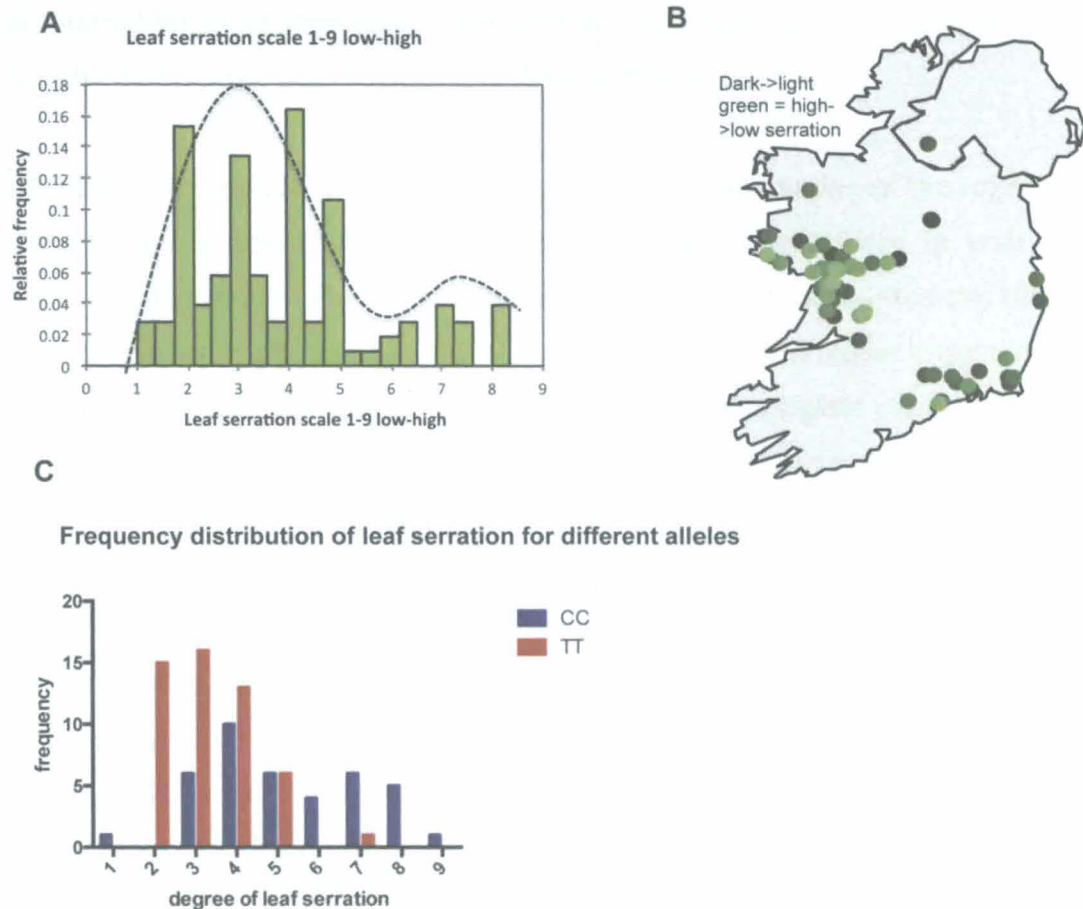 A
Leaf serration scale 1-9 low-high
0.18
0.16
0.14
0.12
0.1
0.08
0.06
0.04
0.02
0
Relative frequency
0 1 2 3 4 5 6 7 8 9
Leaf serration scale 1-9 low-high
B
Dark->light
green = high-
>low serration
C
Frequency distribution of leaf serration for different alleles
20
15
10
5
0
frequency
1 2 3 4 5 6 7 8 9
degree of leaf serration
CC
TT